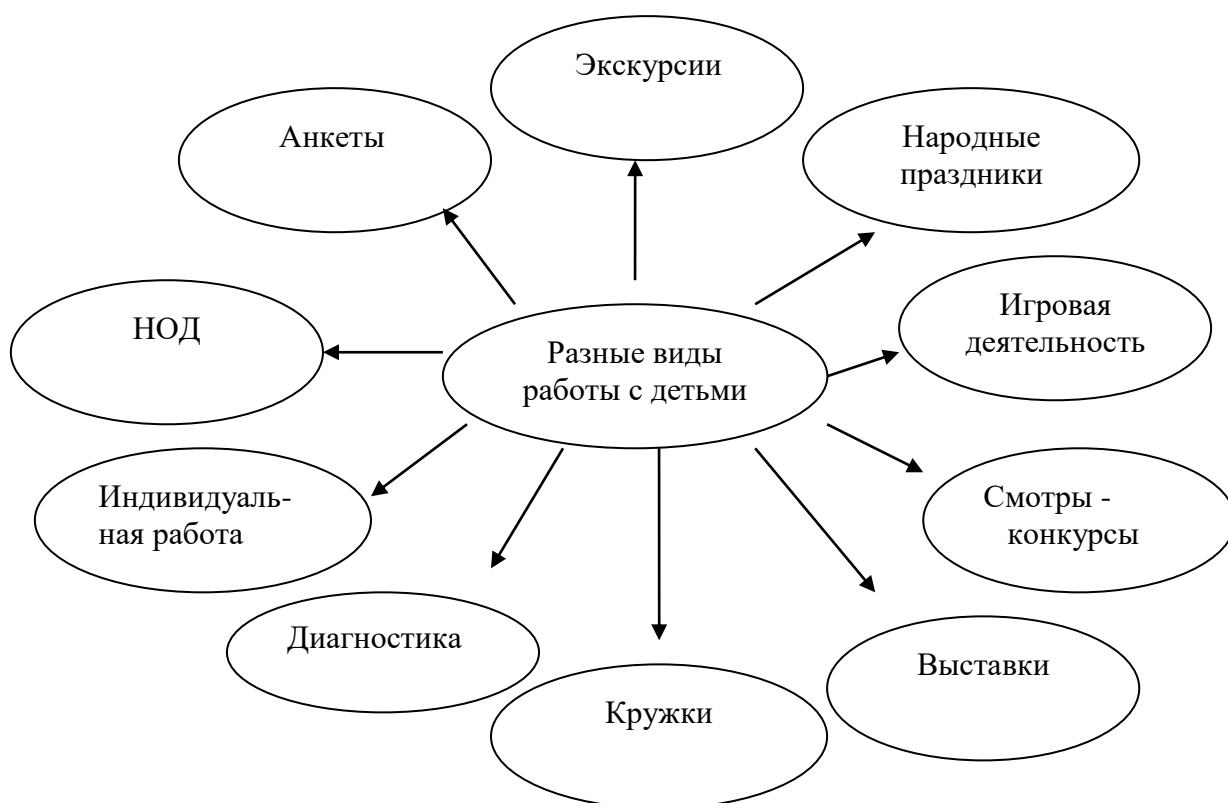 Экскурсии
Анкеты
Народные
праздники
НОД
Игровая
деятельность
Разные виды
работы с детьми
Индивидуаль-
ная работа
Смотры -
конкурсы
Диагностика
Выставки
Кружки